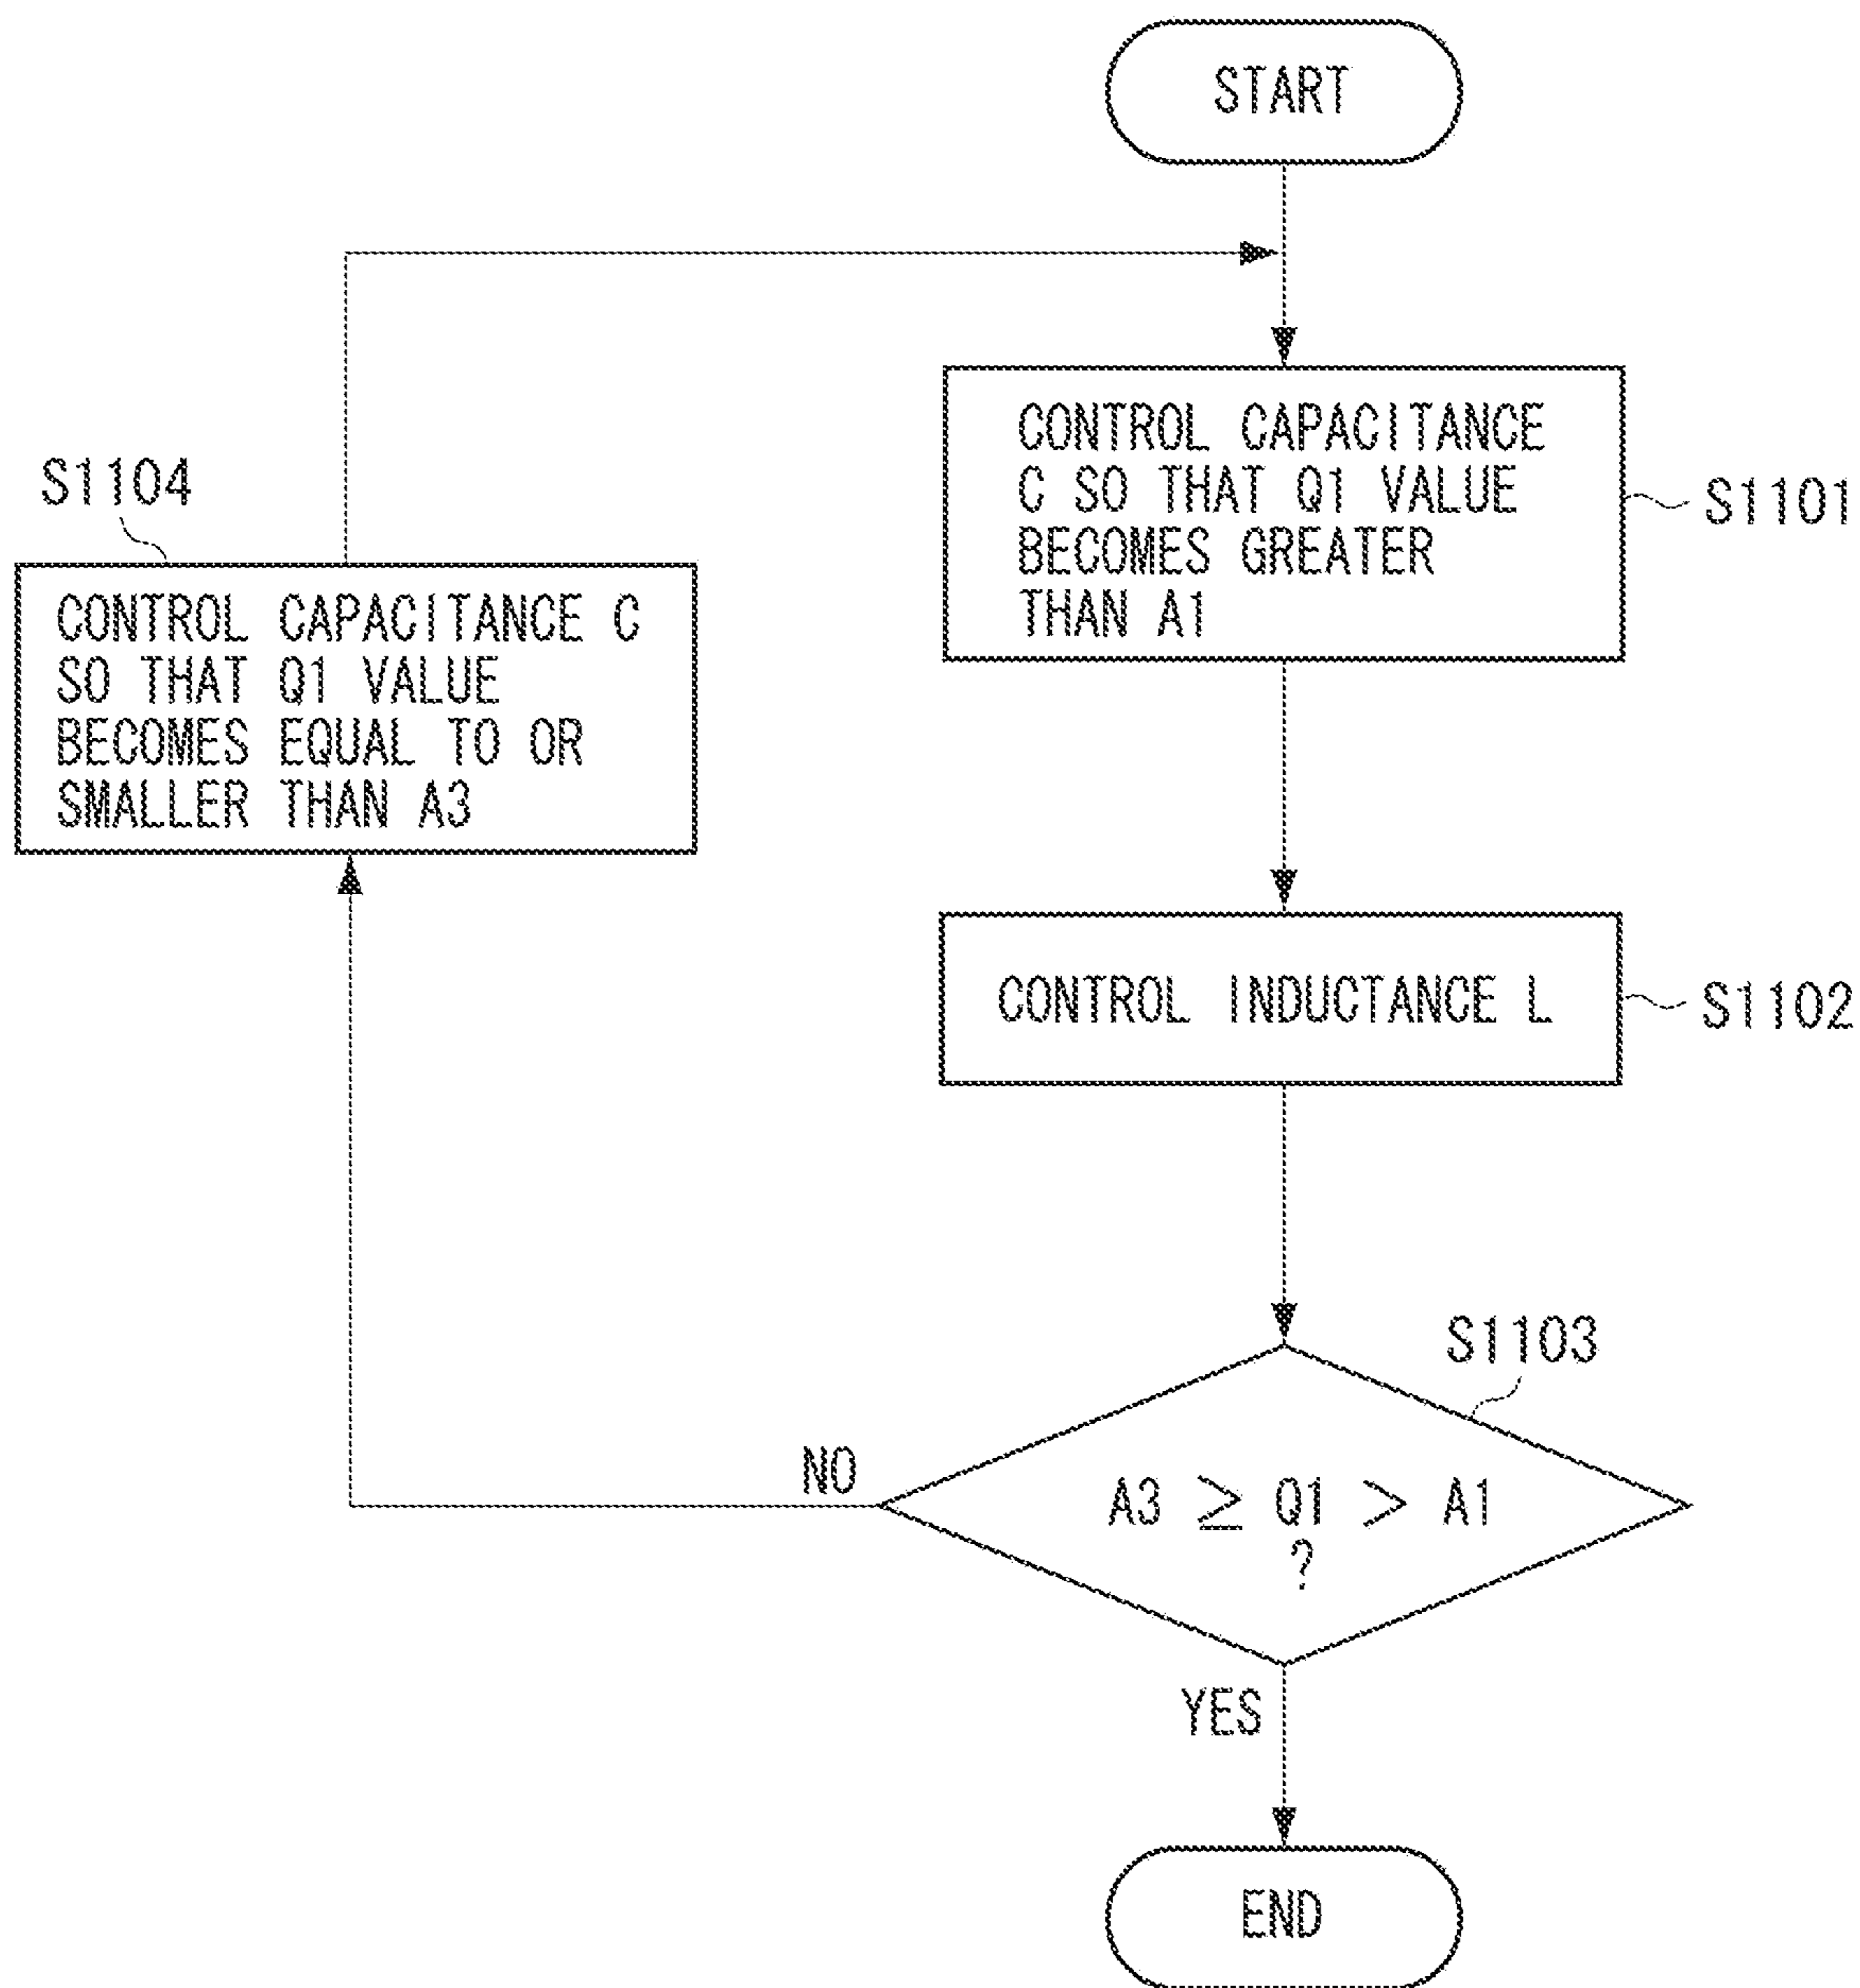 START
CONTROL CAPACITANCE
C SO THAT Q1 VALUE
BECOMES GREATER
THAN A1
S1101
S1104
CONTROL CAPACITANCE C
SO THAT Q1 VALUE
BECOMES EQUAL TO OR
SMALLER THAN A3
CONTROL INDUCTANCE L
S1102
S1103
NO
A3 ≧ Q1 > A1
?
YES
END